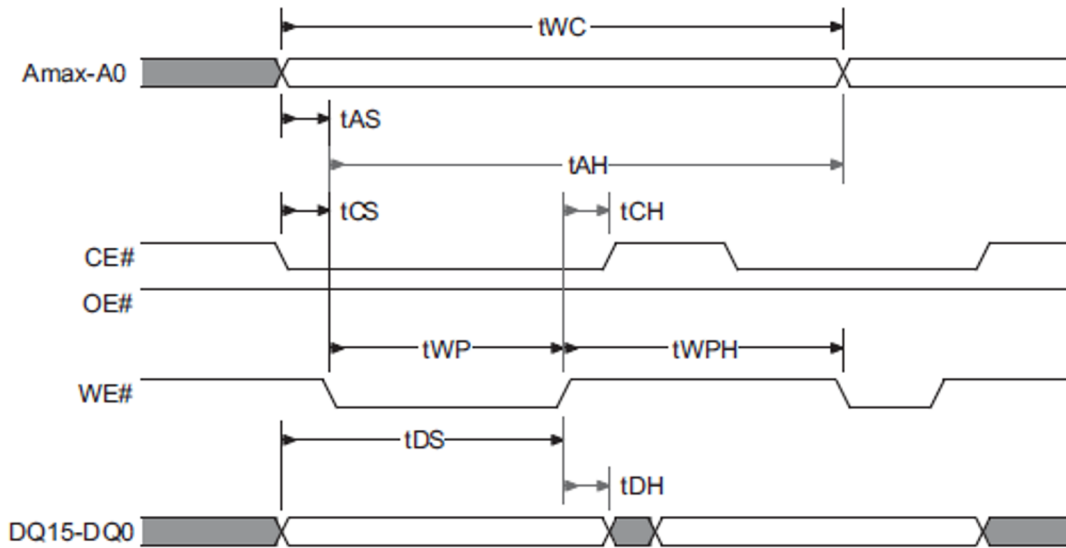 tWC
Amax-A0
tAS
tAH
tCS
tCH
CE#
OE#
tWP
tWPH
WE#
tDS
tDH
DQ15-DQ0